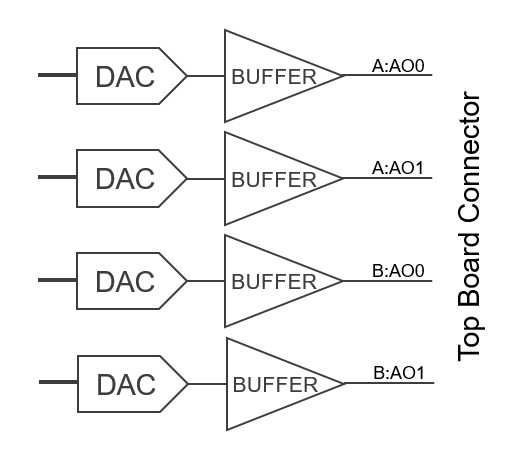 DAC
BUFFER
A:AO0
DAC
BUFFER
A:AO1
DAC
BUFFER
B:AO0
DAC
BUFFER
B:AO1
Top Board Connector